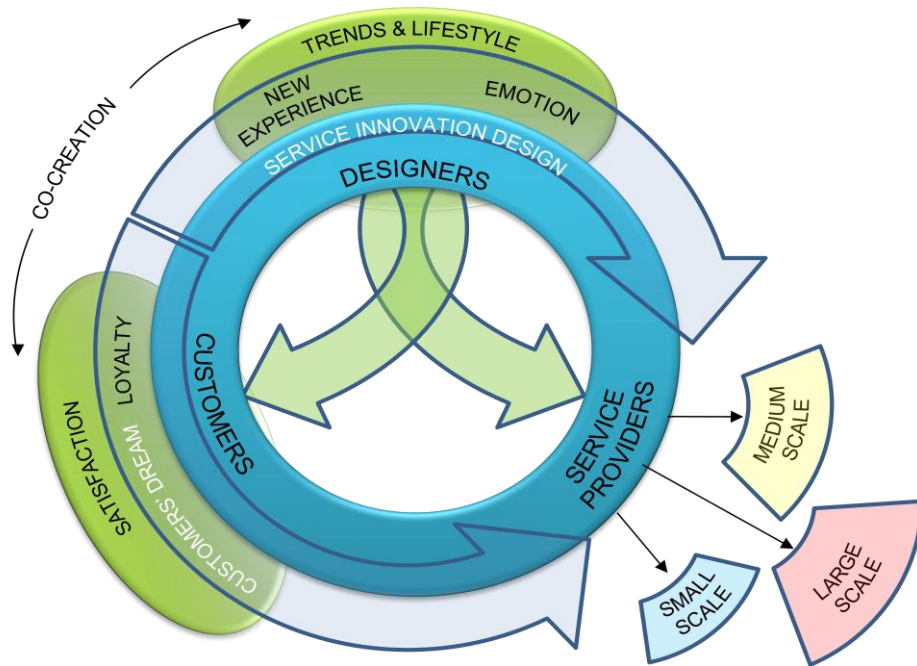 TRENDS & LIFESTYLE
NEW
EXPERIENCE
EMOTION
SERVICE INNOVATION DESIGN
DESIGNERS
CO-CREATION
CUSTOMERS
LOYALTY
CUSTOMERS' DREAM
SATISFACTION
SERVICE
PROVIDERS
MEDIUM
SCALE
LARGE
SCALE
SMALL
SCALE